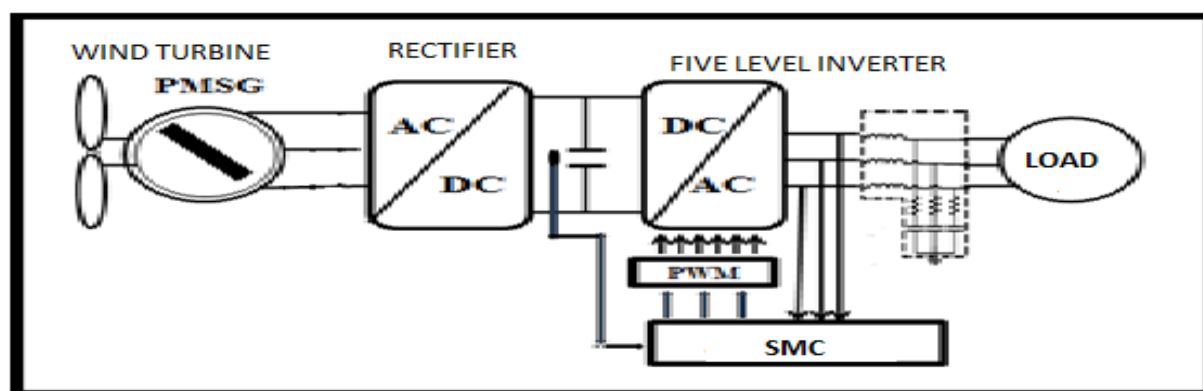 WIND TURBINE
RECTIFIER
FIVE LEVEL INVERTER
PMSG
AC
DC
DC
AC
LOAD
PWM
SMC